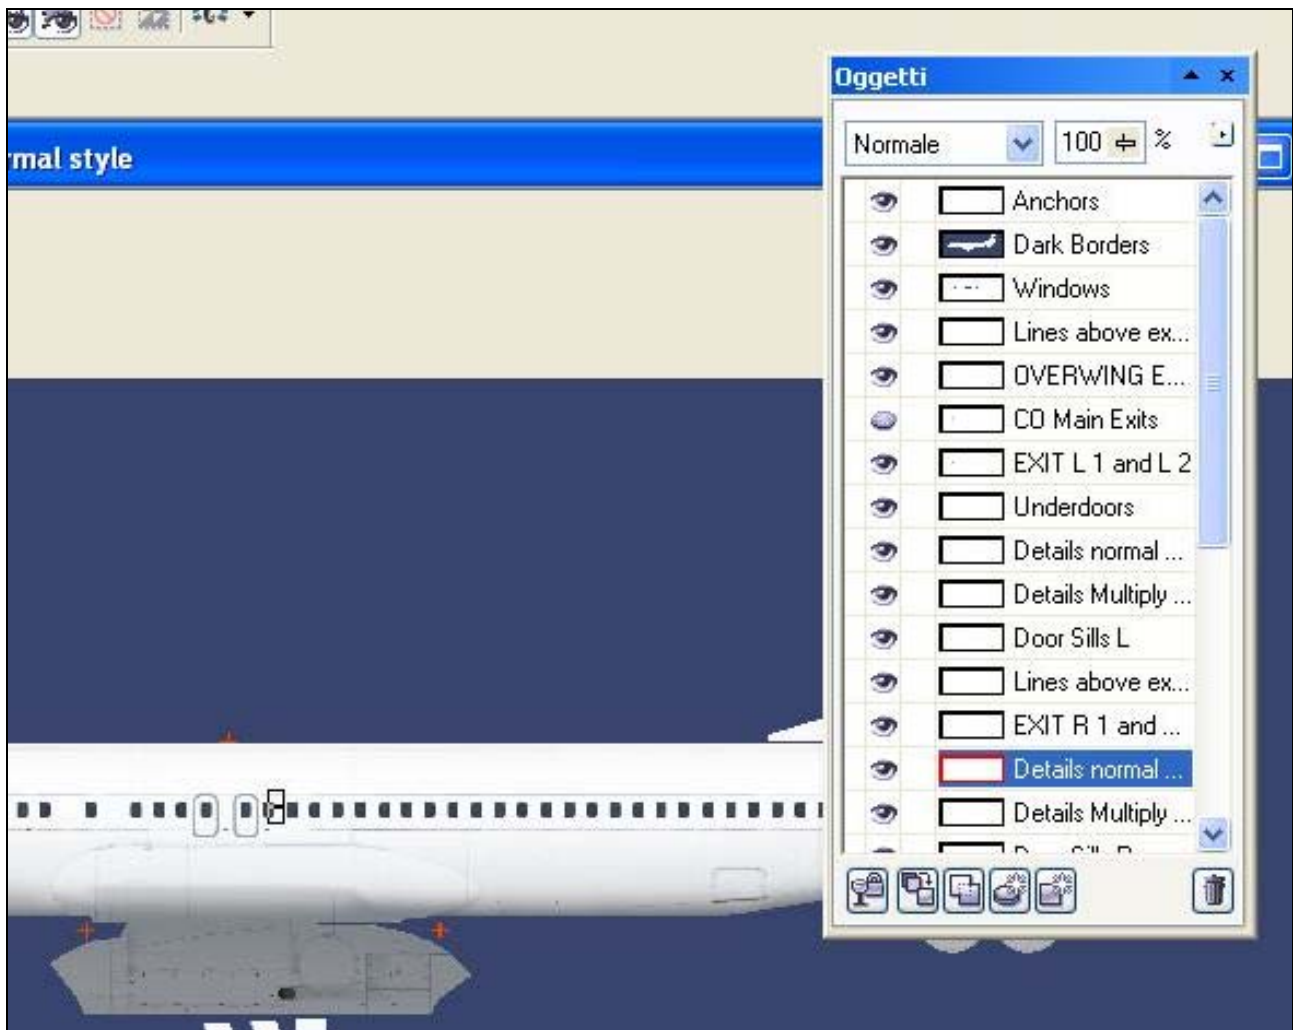 Oggetti
Normale 100 %
rmal style
Anchors
Dark Borders
Windows
Lines above ex...
OVERWING E...
CO Main Exits
EXIT L 1 and L 2
Underdoors
Details normal ...
Details Multiply ...
Door Sills L
Lines above ex...
EXIT R 1 and ...
Details normal ...
Details Multiply ...